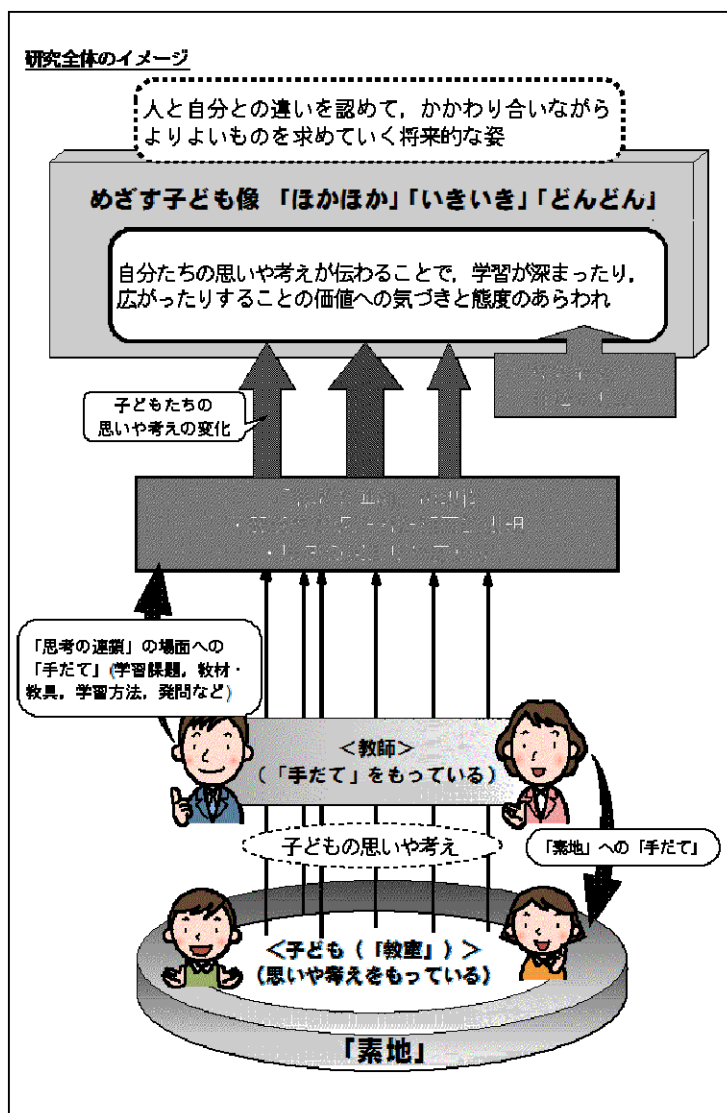 研究全体のイメージ
人と自分との違いを認めて，かかわり合いながら
よりよいものを求めていく将来的な姿
めざす子ども像 「ほかほか」「いきいき」「どんどん」
自分たちの思いや考えが伝わることで，学習が深まったり，
広がったりすることの価値への気づきと態度のあらわれ
子どもたちの
思いや考えの変化
「思考の連鎖」の場面への
「手だて」(学習課題，教材・
教具，学習方法，発問など)
＜教師＞
（「手だて」をもっている）
子どもの思いや考え
「素地」への「手だて」
＜子ども（「教室」）＞
（思いや考えをもっている）
「素地」